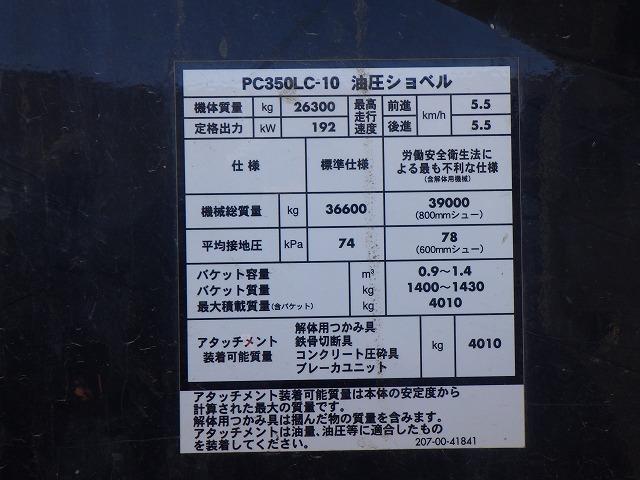 PC350LC-10 油圧ショベル
機体質量 kg 26300 最高走行速度 前進 km/h 5.5
定格出力 kW 192 後進 5.5
仕様 標準仕様 労働安全衛生法による最も不利な仕様(含解体用機械)
機械総質量 kg 36600 39000 (800mmシュー)
平均接地圧 kPa 74 78 (600mmシュー)
バケット容量 m³ 0.9~1.4
バケット質量 kg 1400~1430
最大積載質量(含バケット) kg 4010
アタッチメント装着可能質量 解体用つかみ具 kg 4010
鉄骨切断具
コンクリート圧砕具
ブレーカユニット
アタッチメント装着可能質量は本体の安定度から
計算された最大の質量です。
解体用つかみ具は掴んだ物の質量を含みます。
アタッチメントは油量、油圧等に適合したもの
を装着してください。 207-00-41841